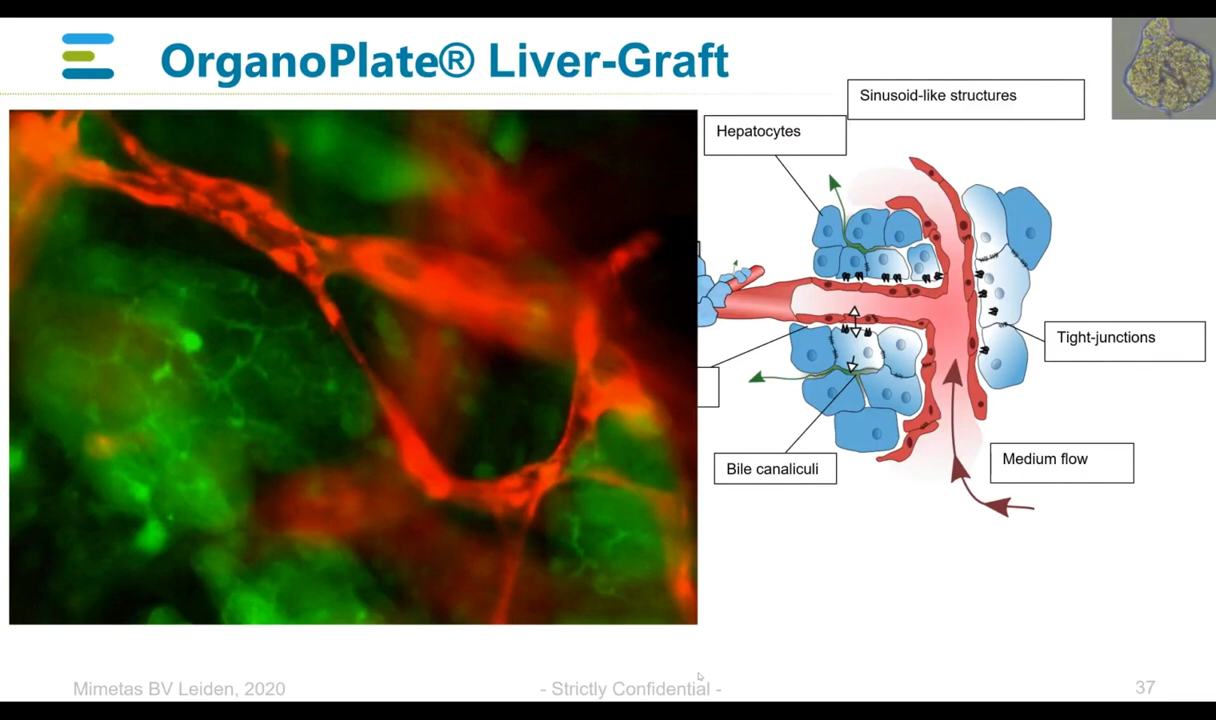 OrganoPlate® Liver-Graft
Sinusoid-like structures
Hepatocytes
Tight-junctions
Medium flow
Bile canaliculi
Mimetas BV Leiden, 2020
- Strictly Confidential -
37